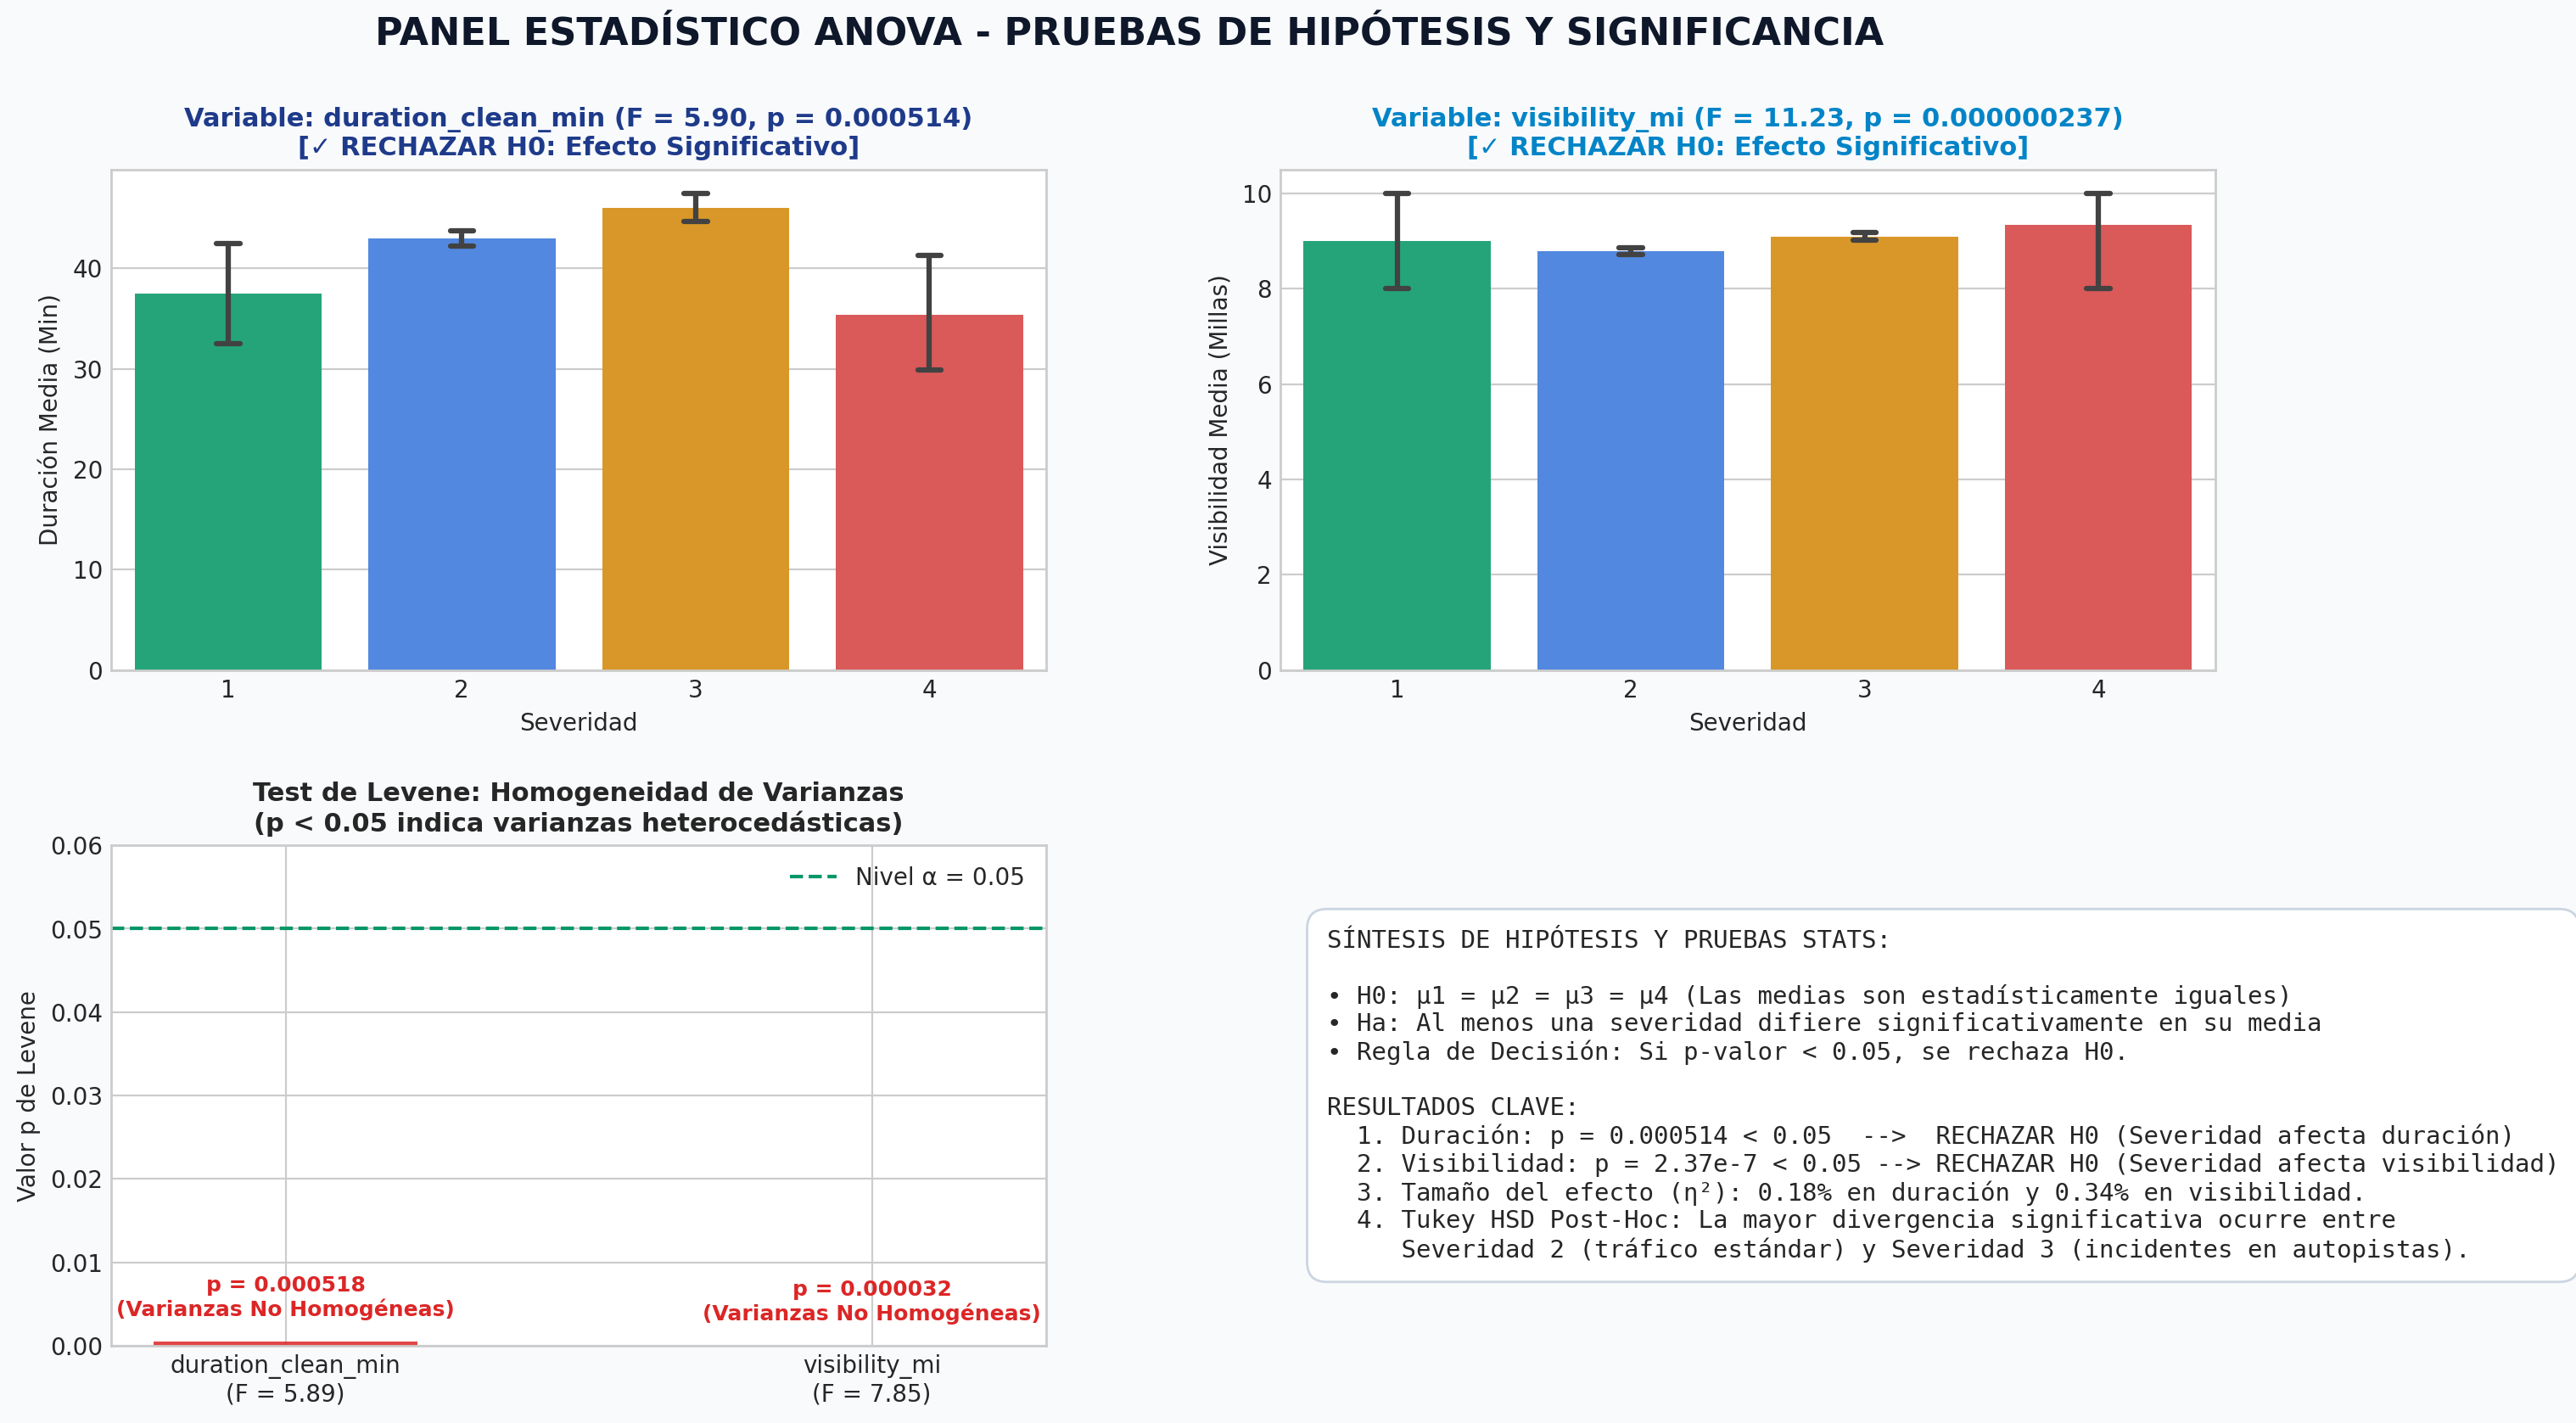 PANEL ESTADÍSTICO ANOVA - PRUEBAS DE HIPÓTESIS Y SIGNIFICANCIA
Variable: duration_clean_min (F = 5.90, p = 0.000514)
[✓ RECHAZAR H0: Efecto Significativo]
Duración Media (Min)
40
30
20
10
0
1
2
3
4
Severidad
Variable: visibility_mi (F = 11.23, p = 0.000000237)
[✓ RECHAZAR H0: Efecto Significativo]
Visibilidad Media (Millas)
10
8
6
4
2
0
1
2
3
4
Severidad
Test de Levene: Homogeneidad de Varianzas
(p < 0.05 indica varianzas heterocedásticas)
Valor p de Levene
0.06
0.05
0.04
0.03
0.02
0.01
0.00
Nivel α = 0.05
p = 0.000518
(Varianzas No Homogéneas)
p = 0.000032
(Varianzas No Homogéneas)
duration_clean_min
(F = 5.89)
visibility_mi
(F = 7.85)
SÍNTESIS DE HIPÓTESIS Y PRUEBAS STATS:
• H0: μ1 = μ2 = μ3 = μ4 (Las medias son estadísticamente iguales)
• Ha: Al menos una severidad difiere significativamente en su media
• Regla de Decisión: Si p-valor < 0.05, se rechaza H0.
RESULTADOS CLAVE:
1. Duración: p = 0.000514 < 0.05  -->  RECHAZAR H0 (Severidad afecta duración)
2. Visibilidad: p = 2.37e-7 < 0.05 --> RECHAZAR H0 (Severidad afecta visibilidad)
3. Tamaño del efecto (η²): 0.18% en duración y 0.34% en visibilidad.
4. Tukey HSD Post-Hoc: La mayor divergencia significativa ocurre entre
Severidad 2 (tráfico estándar) y Severidad 3 (incidentes en autopistas).